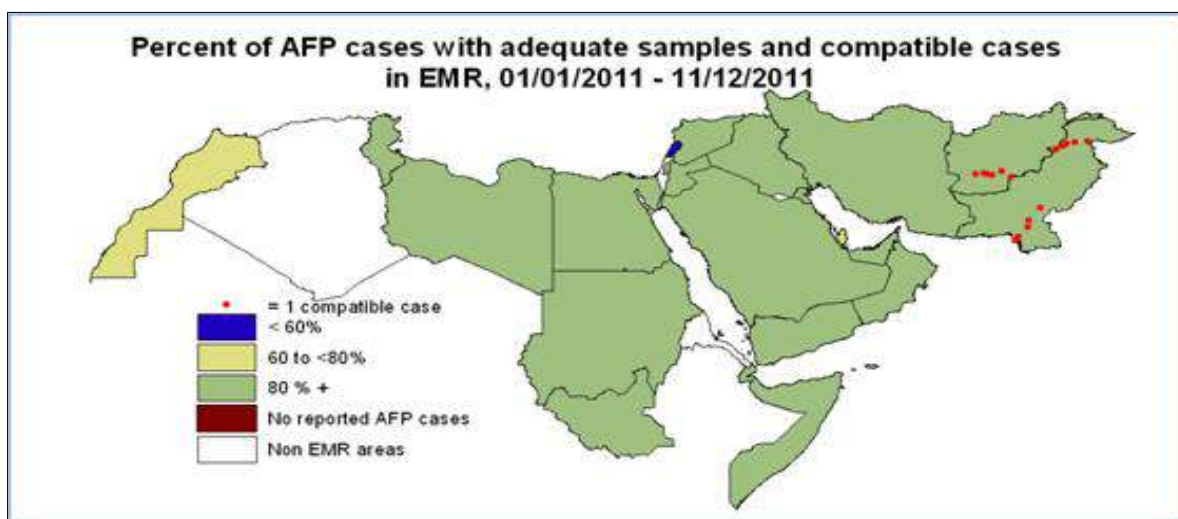 Percent of AFP cases with adequate samples and compatible cases
in EMR, 01/01/2011 - 11/12/2011
= 1 compatible case
< 60%
60 to <80%
80 % +
No reported AFP cases
Non EMR areas